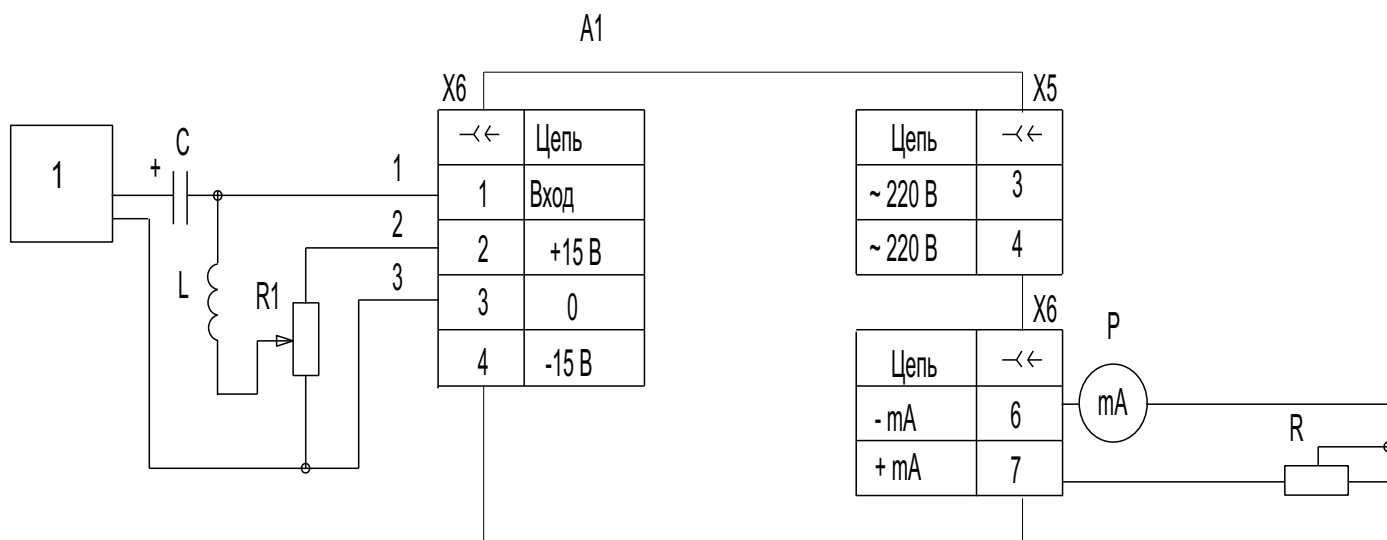 A1
X6
X5
1
+
C
L
R1
1
2
3
Цепь
1 Вход
2 +15 В
3 0
4 -15 В
Цепь
~ 220 В 3
~ 220 В 4
X6
Цепь
- mA 6
+ mA 7
P
mA
R